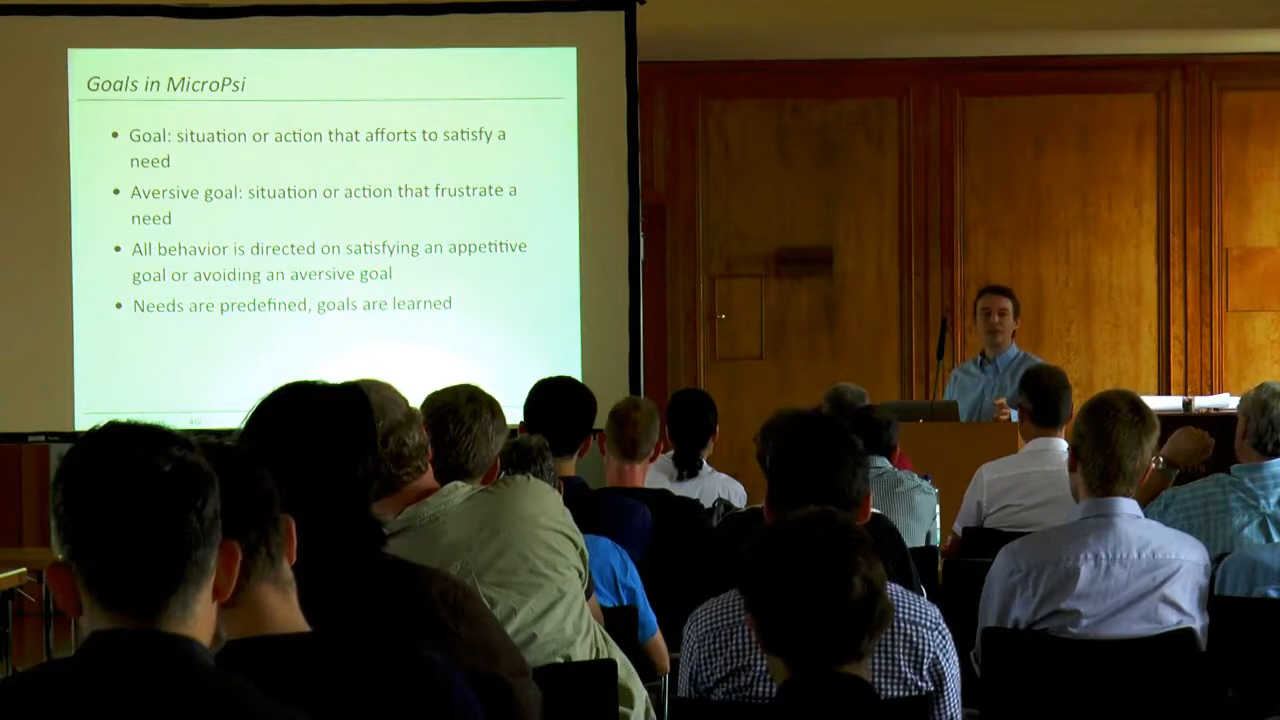 Goals in MicroPsi
• Goal: situation or action that afforts to satisfy a
need
• Aversive goal: situation or action that frustrate a
need
• All behavior is directed on satisfying an appetitive
goal or avoiding an aversive goal
• Needs are predefined, goals are learned